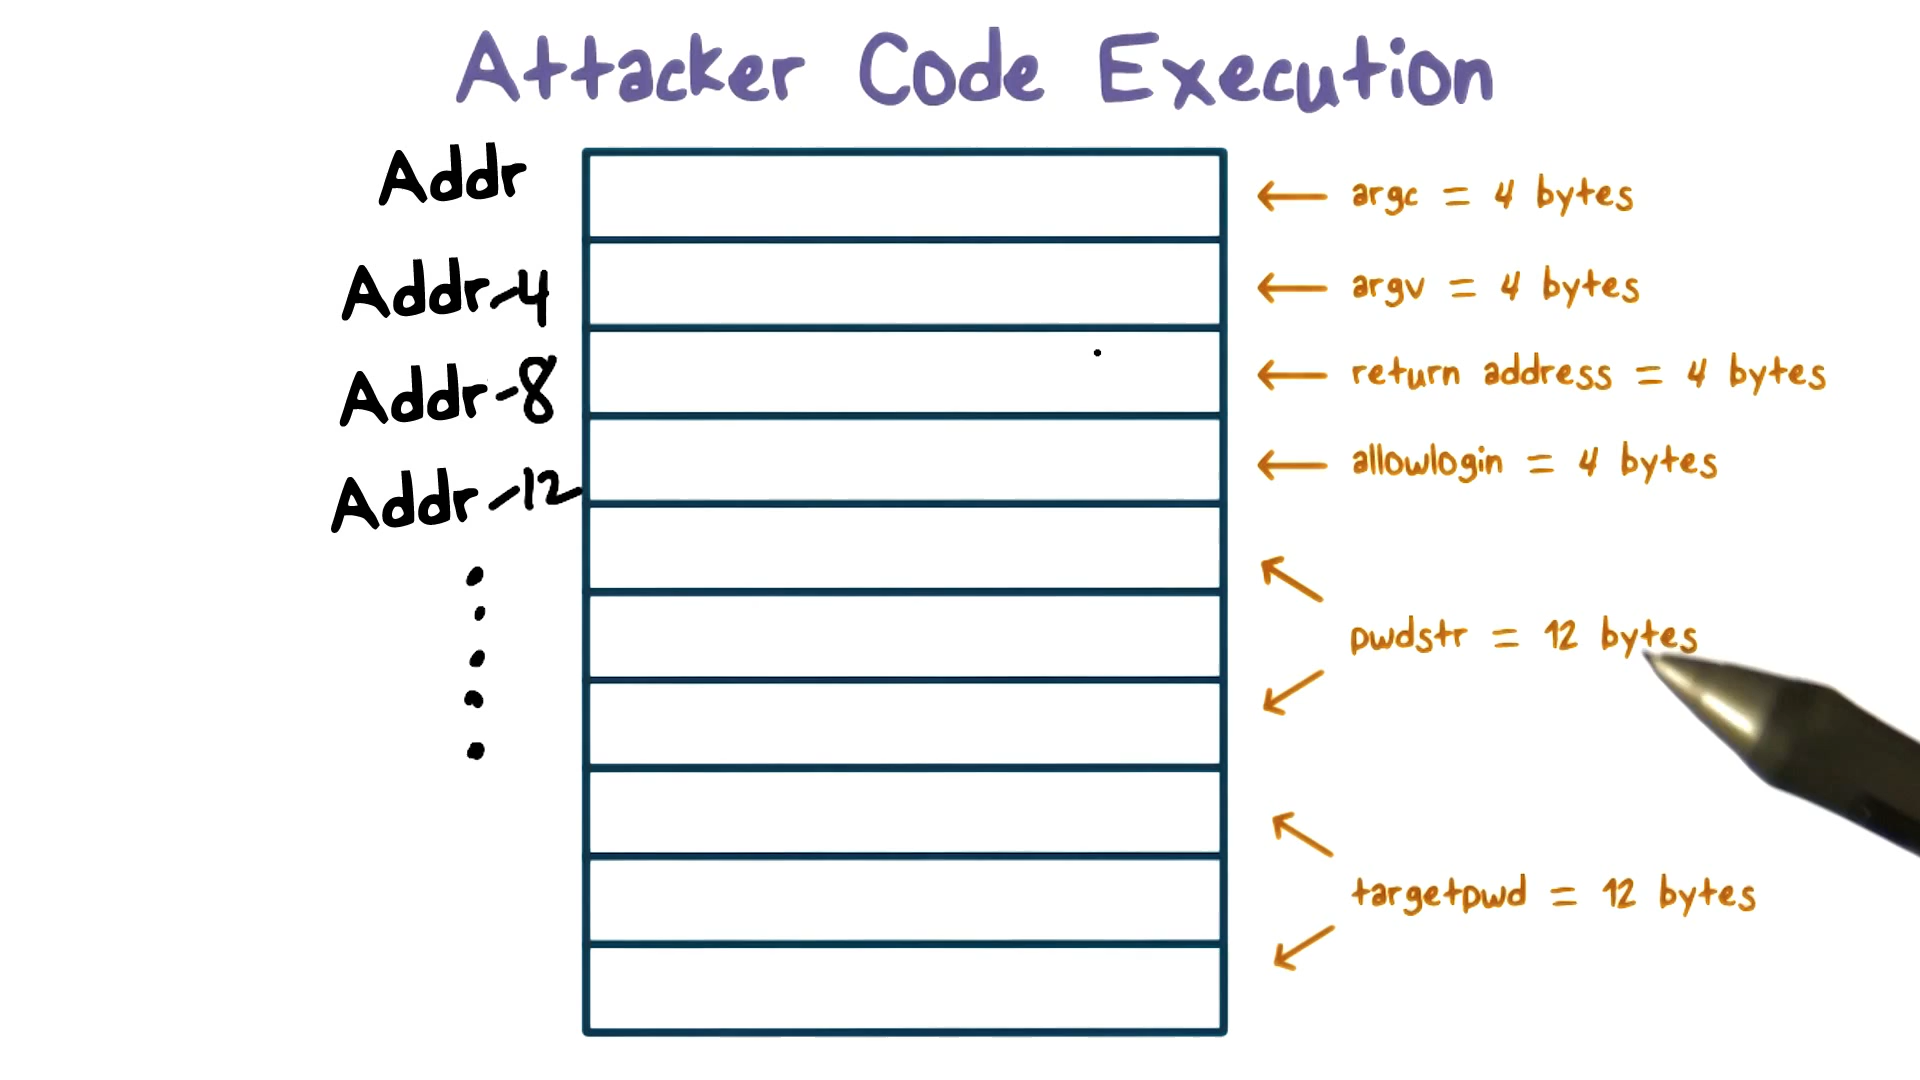 Attacker Code Execution
Addr
argc = 4 bytes
Addr-4
argv = 4 bytes
Addr-8
return address = 4 bytes
Addr-12
allowlogin = 4 bytes
pwdstr = 12 bytes
targetpwd = 12 bytes